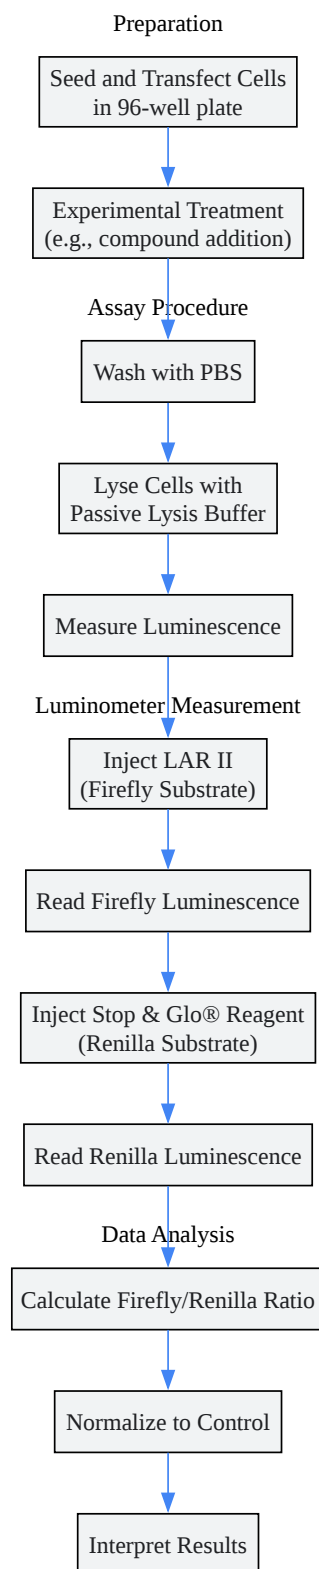 Preparation
Seed and Transfect Cells
in 96-well plate
Experimental Treatment
(e.g., compound addition)
Assay Procedure
Wash with PBS
Lyse Cells with
Passive Lysis Buffer
Measure Luminescence
Luminometer Measurement
Inject LAR II
(Firefly Substrate)
Read Firefly Luminescence
Inject Stop & Glo® Reagent
(Renilla Substrate)
Read Renilla Luminescence
Data Analysis
Calculate Firefly/Renilla Ratio
Normalize to Control
Interpret Results